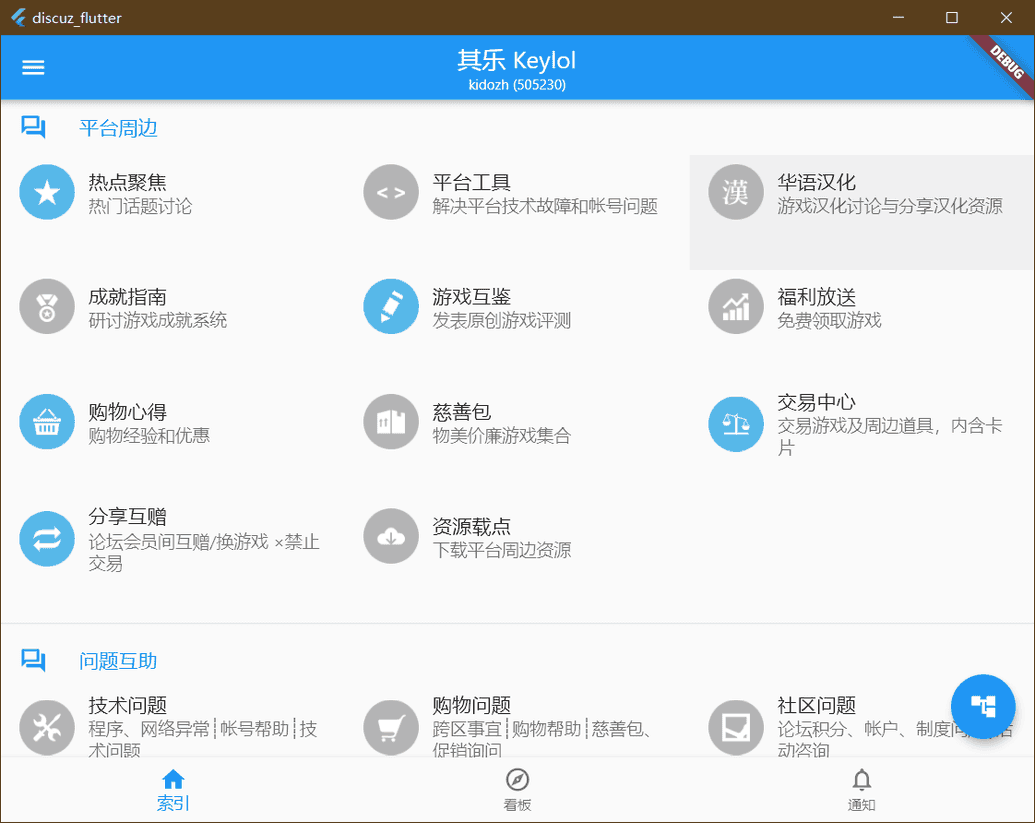 discuz_flutter
其乐 Keylol
kidozh (505230)
DEBUG
平台周边
热点聚焦
热门话题讨论
平台工具
解决平台技术故障和帐号问题
漢
华语汉化
游戏汉化讨论与分享汉化资源
成就指南
研讨游戏成就系统
游戏互鉴
发表原创游戏评测
福利放送
免费领取游戏
购物心得
购物经验和优惠
慈善包
物美价廉游戏集合
交易中心
交易游戏及周边道具，内含卡
片
分享互赠
论坛会员间互赠/换游戏 ×禁止
交易
资源载点
下载平台周边资源
问题互助
技术问题
程序、网络异常┆帐号帮助┆技
术问题
购物问题
跨区事宜┆购物帮助┆慈善包、
促销询问
社区问题
论坛积分、帐户、制度问
动咨询
索引
看板
通知